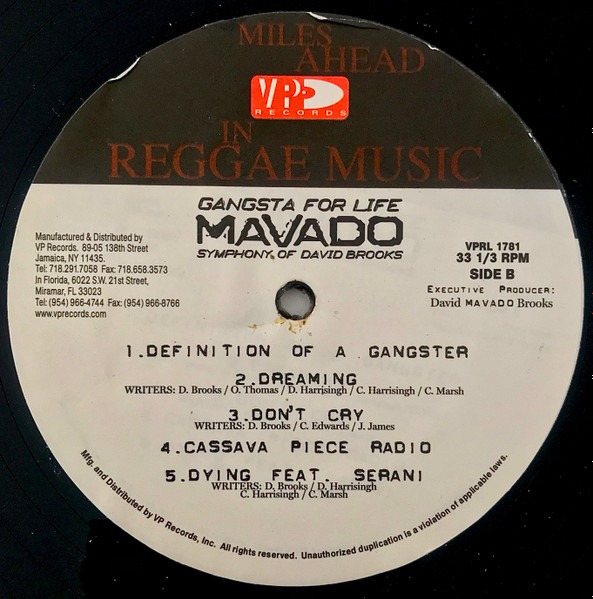 MILES
AHEAD
VP
RECORDS
IN
REGGAE MUSIC
GANGSTA FOR LIFE
MAVADO
SYMPHONY OF DAVID BROOKS
Manufactured & Distributed by
VP Records. 89-05 138th Street
Jamaica, NY 11435.
Tel: 718.291.7058 Fax: 718.658.3573
In Florida, 6022 S.W. 21st Street,
Miramar, FL 33023
Tel: (954) 966-4744 Fax: (954) 966-8766
www.vprecords.com
VPRL 1781
33 1/3 RPM
SIDE B
EXECUTIVE PRODUCER:
David MAVADO Brooks
1.DEFINITION OF A GANGSTER
2.DREAMING
WRITERS: D. Brooks / O. Thomas / D. Harrisingh / C. Harrisingh / C. Marsh
3.DON'T CRY
WRITERS: D. Brooks / C. Edwards / J. James
4.CASSAVA PIECE RADIO
5.DYING FEAT. SERANI
WRITERS: D. Brooks / D. Harrisingh
C. Harrisingh / C. Marsh
Mfg. and Distributed by VP Records, Inc. All rights reserved. Unauthorized duplication is a violation of applicable laws.